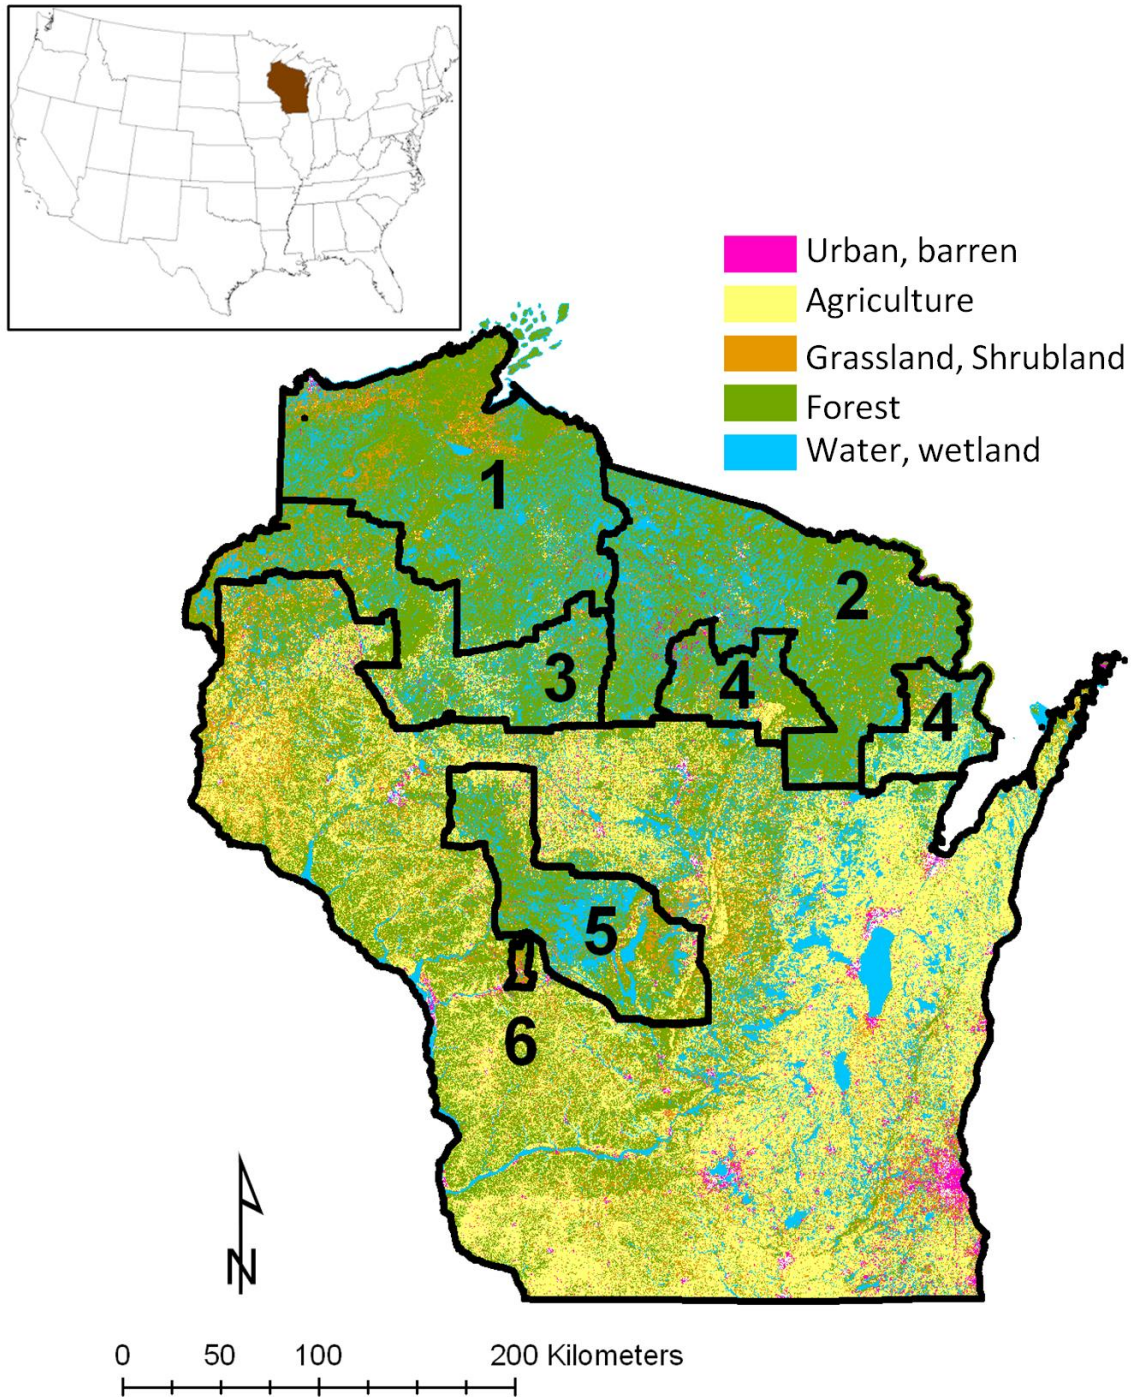 Urban, barren
Agriculture
Grassland, Shrubland
Forest
Water, wetland
1
2
3
4
4
5
6
N
0 50 100 200 Kilometers